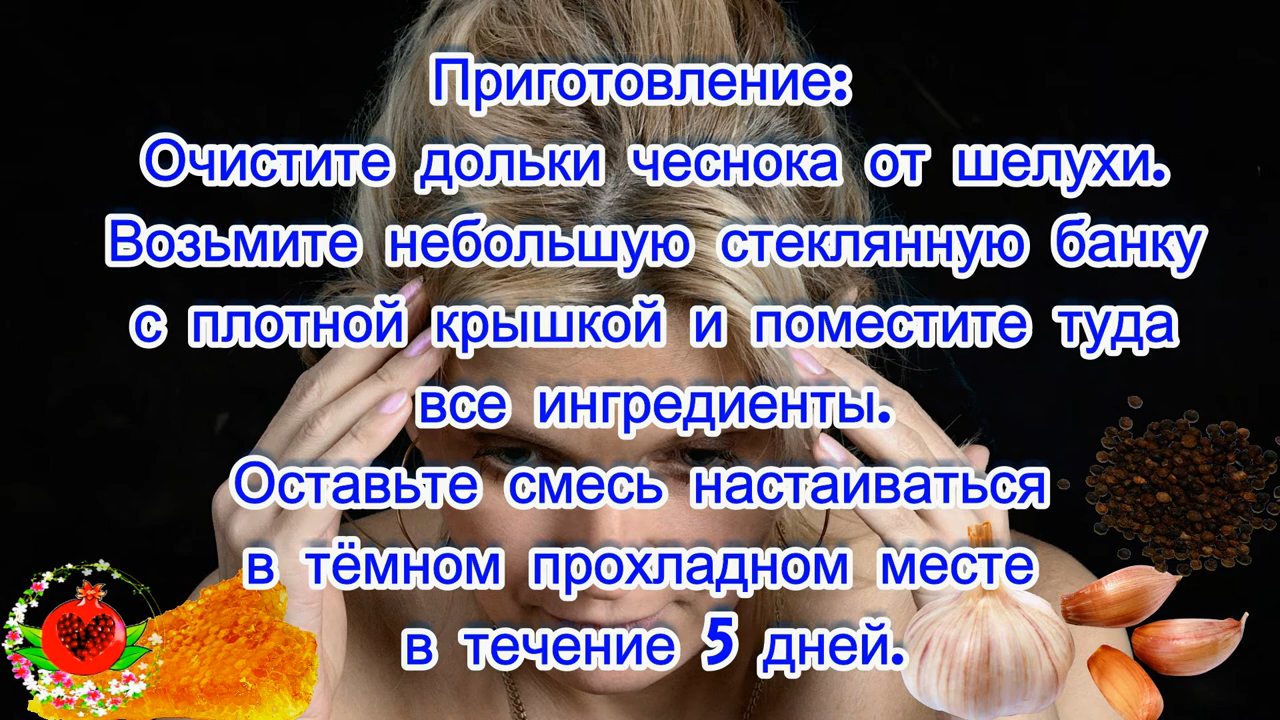 Приготовление:
Очистите дольки чеснока от шелухи.
Возьмите небольшую стеклянную банку
с плотной крышкой и поместите туда
все ингредиенты.
Оставьте смесь настаиваться
в тёмном прохладном месте
в течение 5 дней.